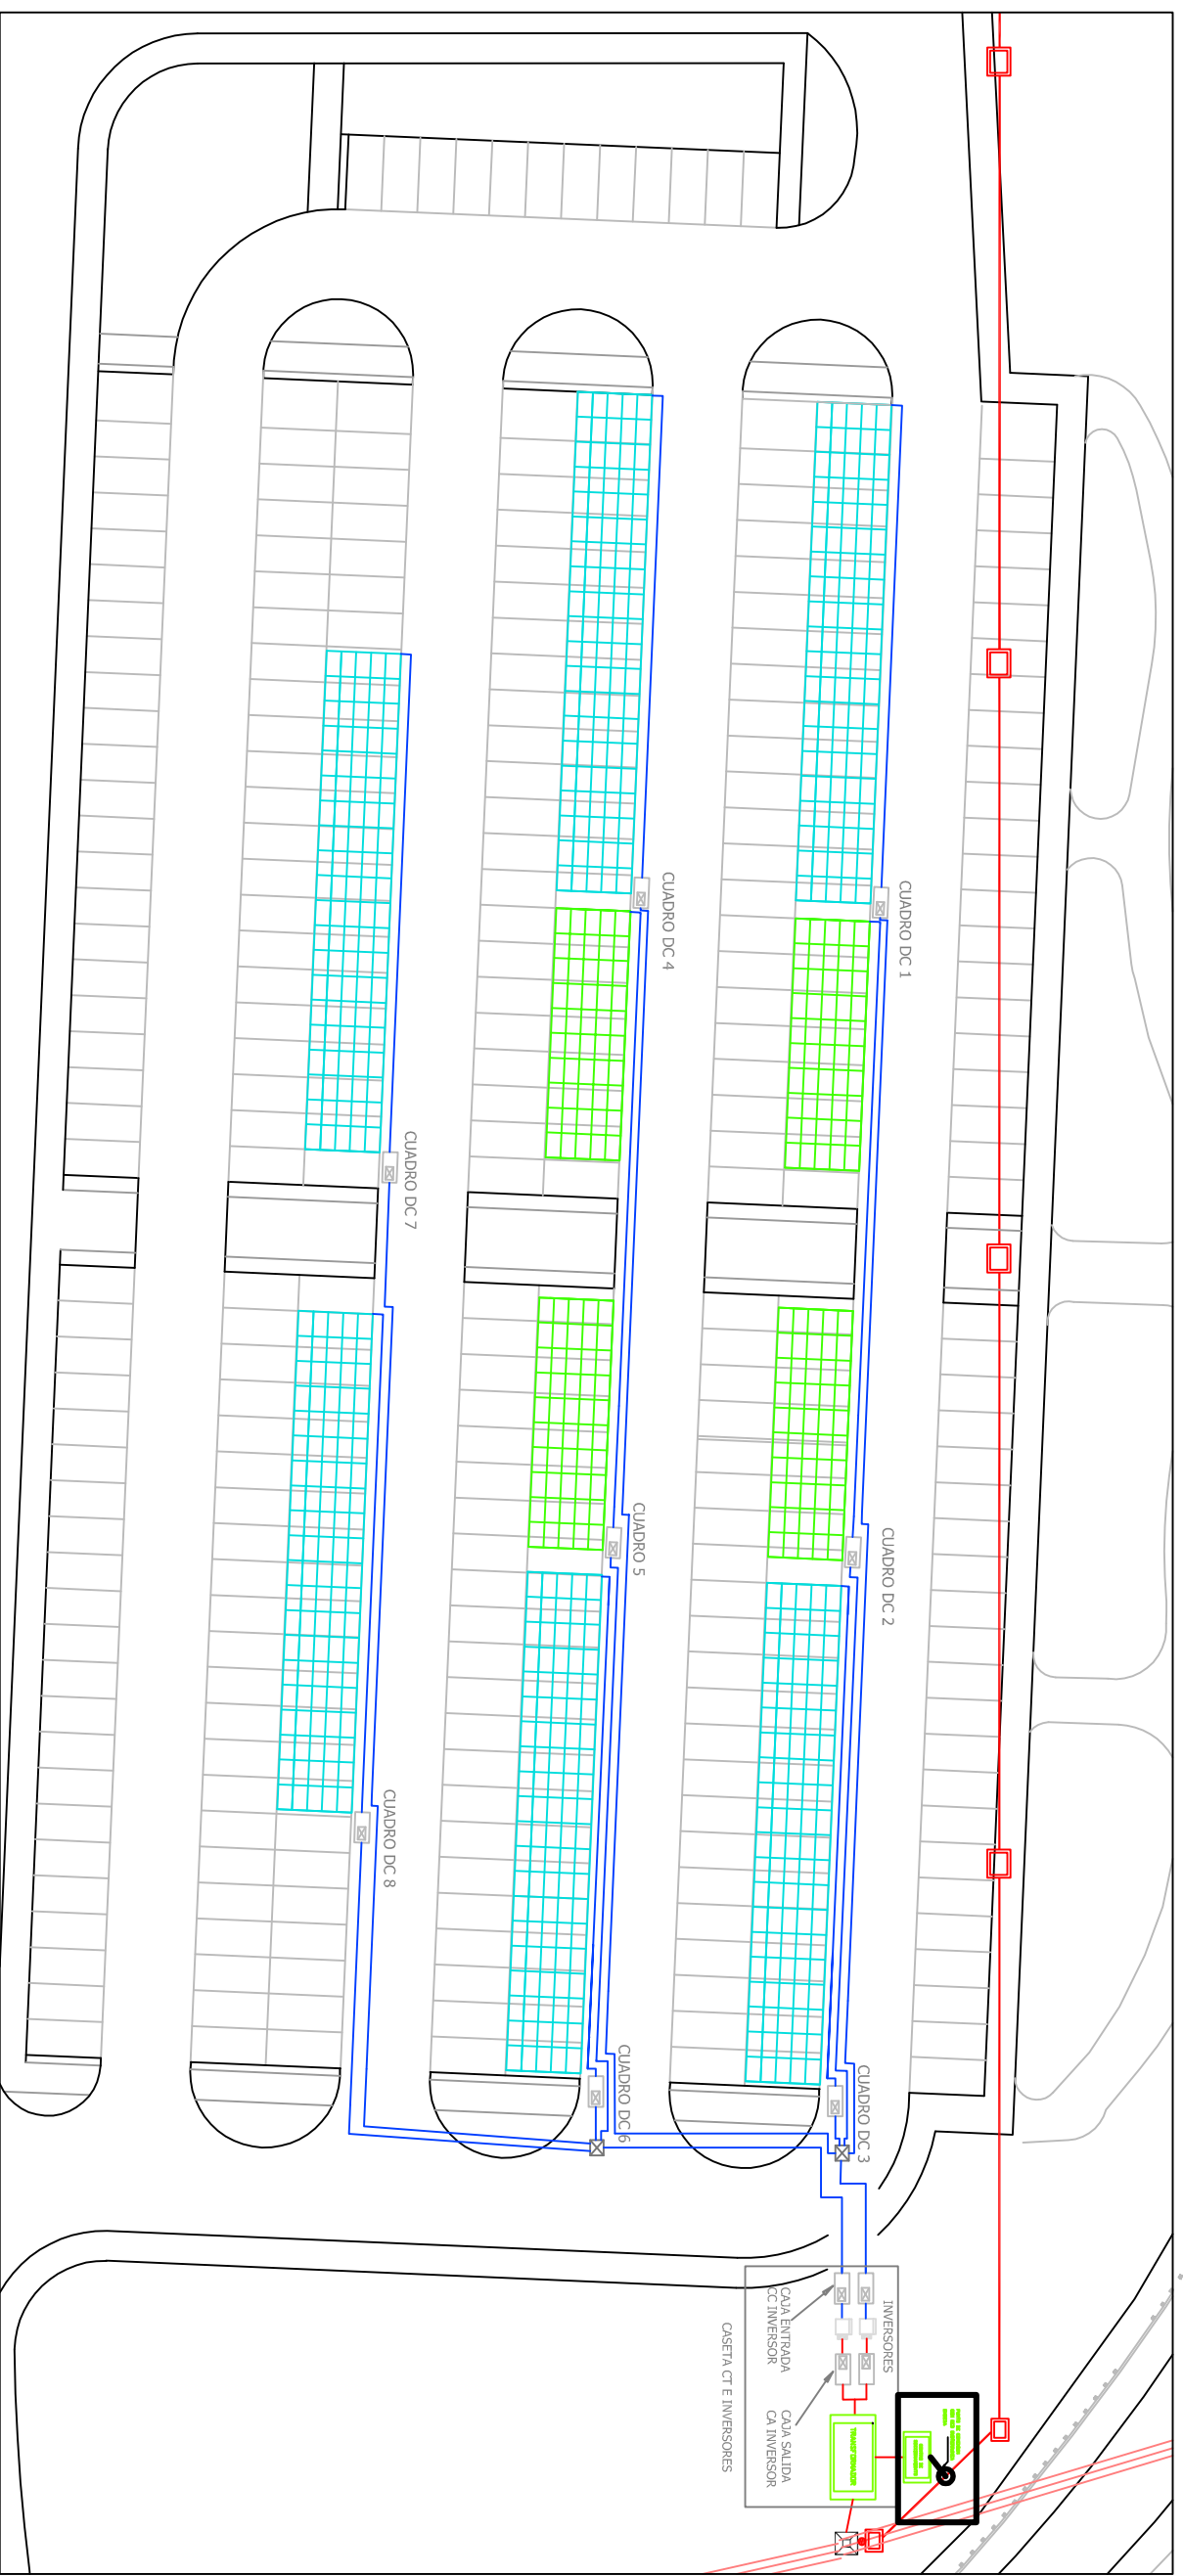 CUADRO DC 1
CUADRO DC 4
CUADRO DC 7
CUADRO 5
CUADRO DC 2
CUADRO DC 8
CUADRO DC 6
CUADRO DC 3
INVERSORES
CAJA ENTRADA
CC INVERSOR
CAJA SALIDA
CA INVERSOR
CASETA CT E INVERSORES
TRANSFORMADOR